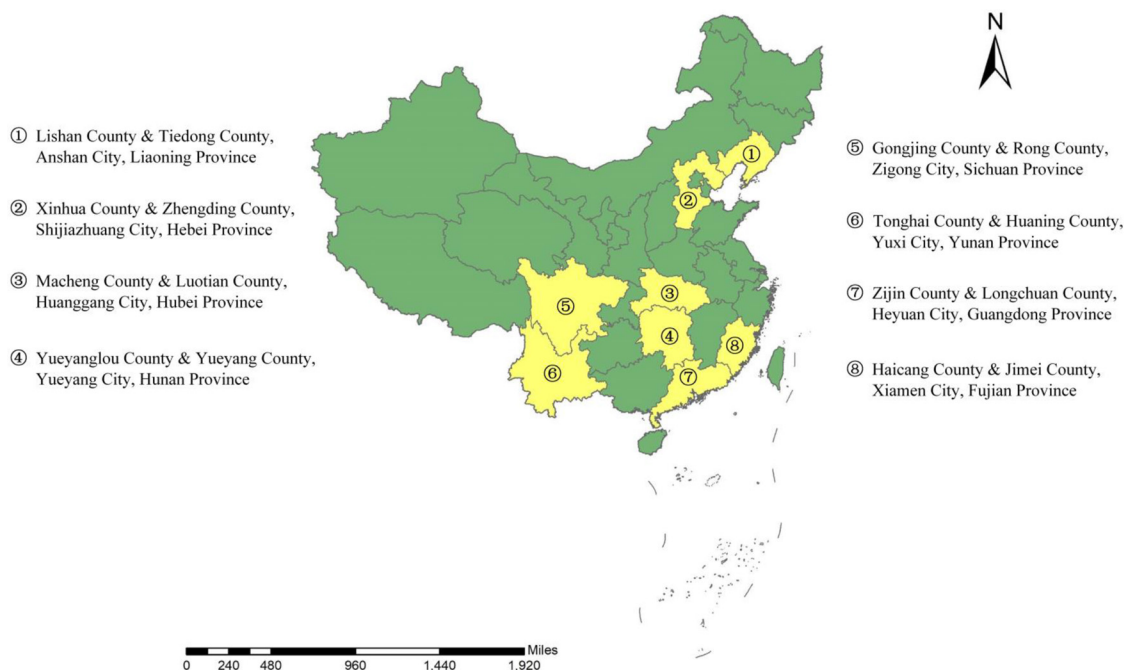 N
① Lishan County & Tiedong County,
Anshan City, Liaoning Province
② Xinhua County & Zhengding County,
Shijiazhuang City, Hebei Province
③ Macheng County & Luotian County,
Huanggang City, Hubei Province
④ Yueyanglou County & Yueyang County,
Yueyang City, Hunan Province
⑤ Gongjing County & Rong County,
Zigong City, Sichuan Province
⑥ Tonghai County & Huaning County,
Yuxi City, Yunan Province
⑦ Zijin County & Longchuan County,
Heyuan City, Guangdong Province
⑧ Haicang County & Jimei County,
Xiamen City, Fujian Province
①
②
③
④
⑤
⑥
⑦
⑧
Miles
0 240 480 960 1.440 1.920